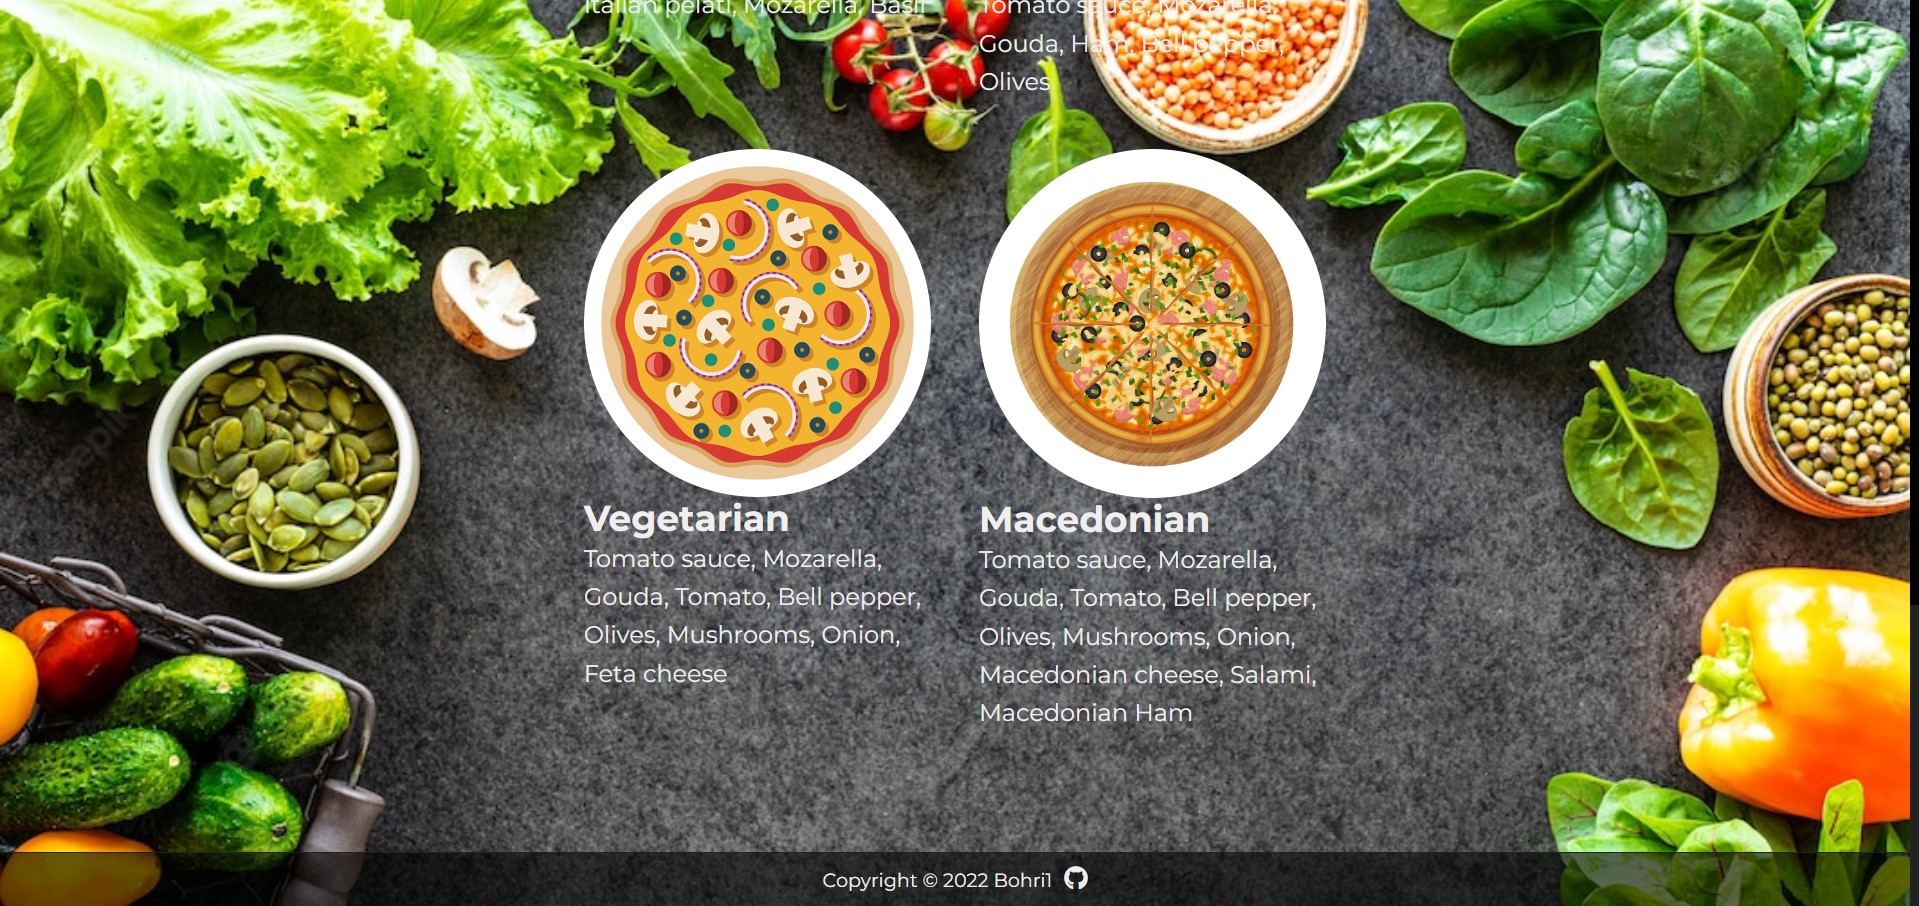 Italian pelati, Mozarella, Basil
Tomato sauce, Mozarella,
Gouda, Ham, Bell pepper,
Olives
Vegetarian
Tomato sauce, Mozarella,
Gouda, Tomato, Bell pepper,
Olives, Mushrooms, Onion,
Feta cheese
Macedonian
Tomato sauce, Mozarella,
Gouda, Tomato, Bell pepper,
Olives, Mushrooms, Onion,
Macedonian cheese, Salami,
Macedonian Ham
Copyright © 2022 Bohri1